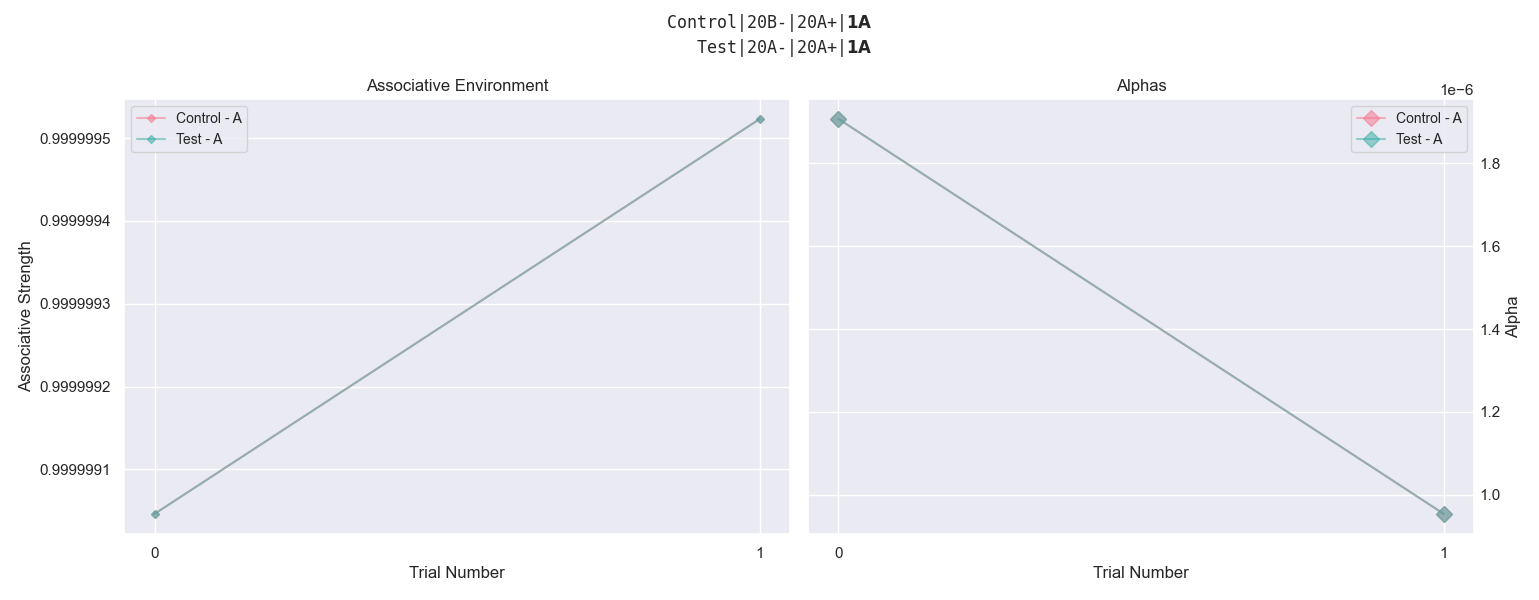 Control|20B-|20A+|1A
Test|20A-|20A+|1A
Associative Environment
Control - A
Test - A
0.9999995
0.9999994
0.9999993
0.9999992
0.9999991
Associative Strength
0
1
Trial Number
Alphas
1e−6
Control - A
Test - A
1.8
1.6
1.4
1.2
1.0
Alpha
0
1
Trial Number